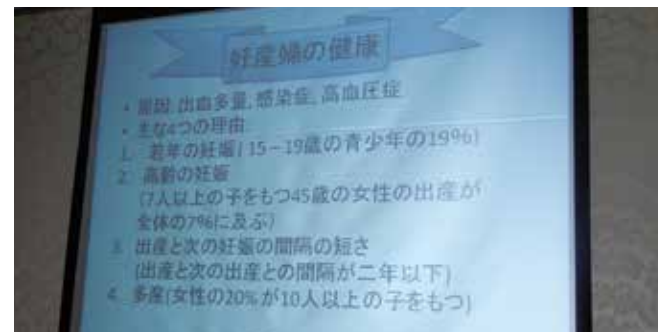 妊産婦の健康
• 原因, 出血多量, 感染症, 高血圧症
• 主な4つの理由
1. 若年の妊娠(15-19歳の青少年の19%)
2. 高齢の妊娠
(7人以上の子をもつ45歳の女性の出産が
全体の7%に及ぶ)
3. 出産と次の妊娠の間隔の短さ
(出産と次の出産との間隔が二年以下)
4. 多産(女性の20%が10人以上の子をもつ)